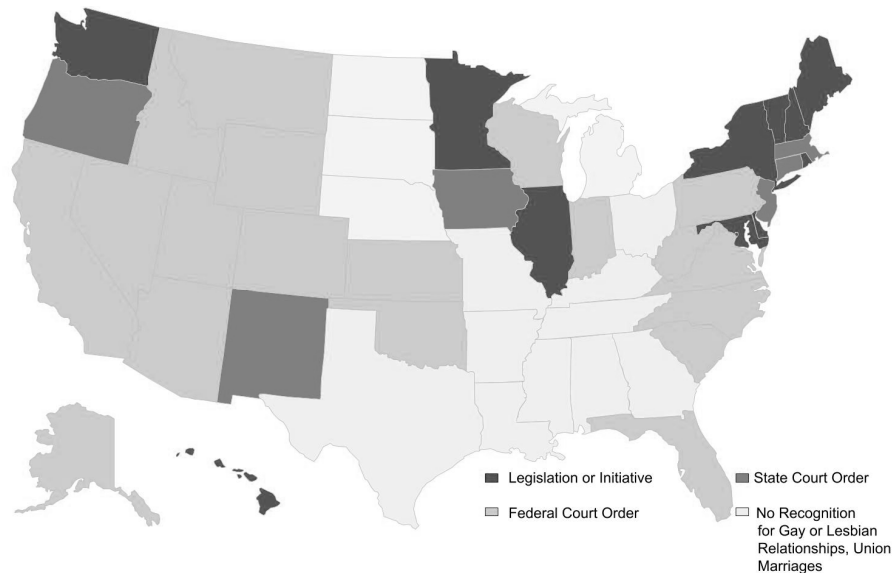 Legislation or Initiative
State Court Order
Federal Court Order
No Recognition
for Gay or Lesbian
Relationships, Union
Marriages